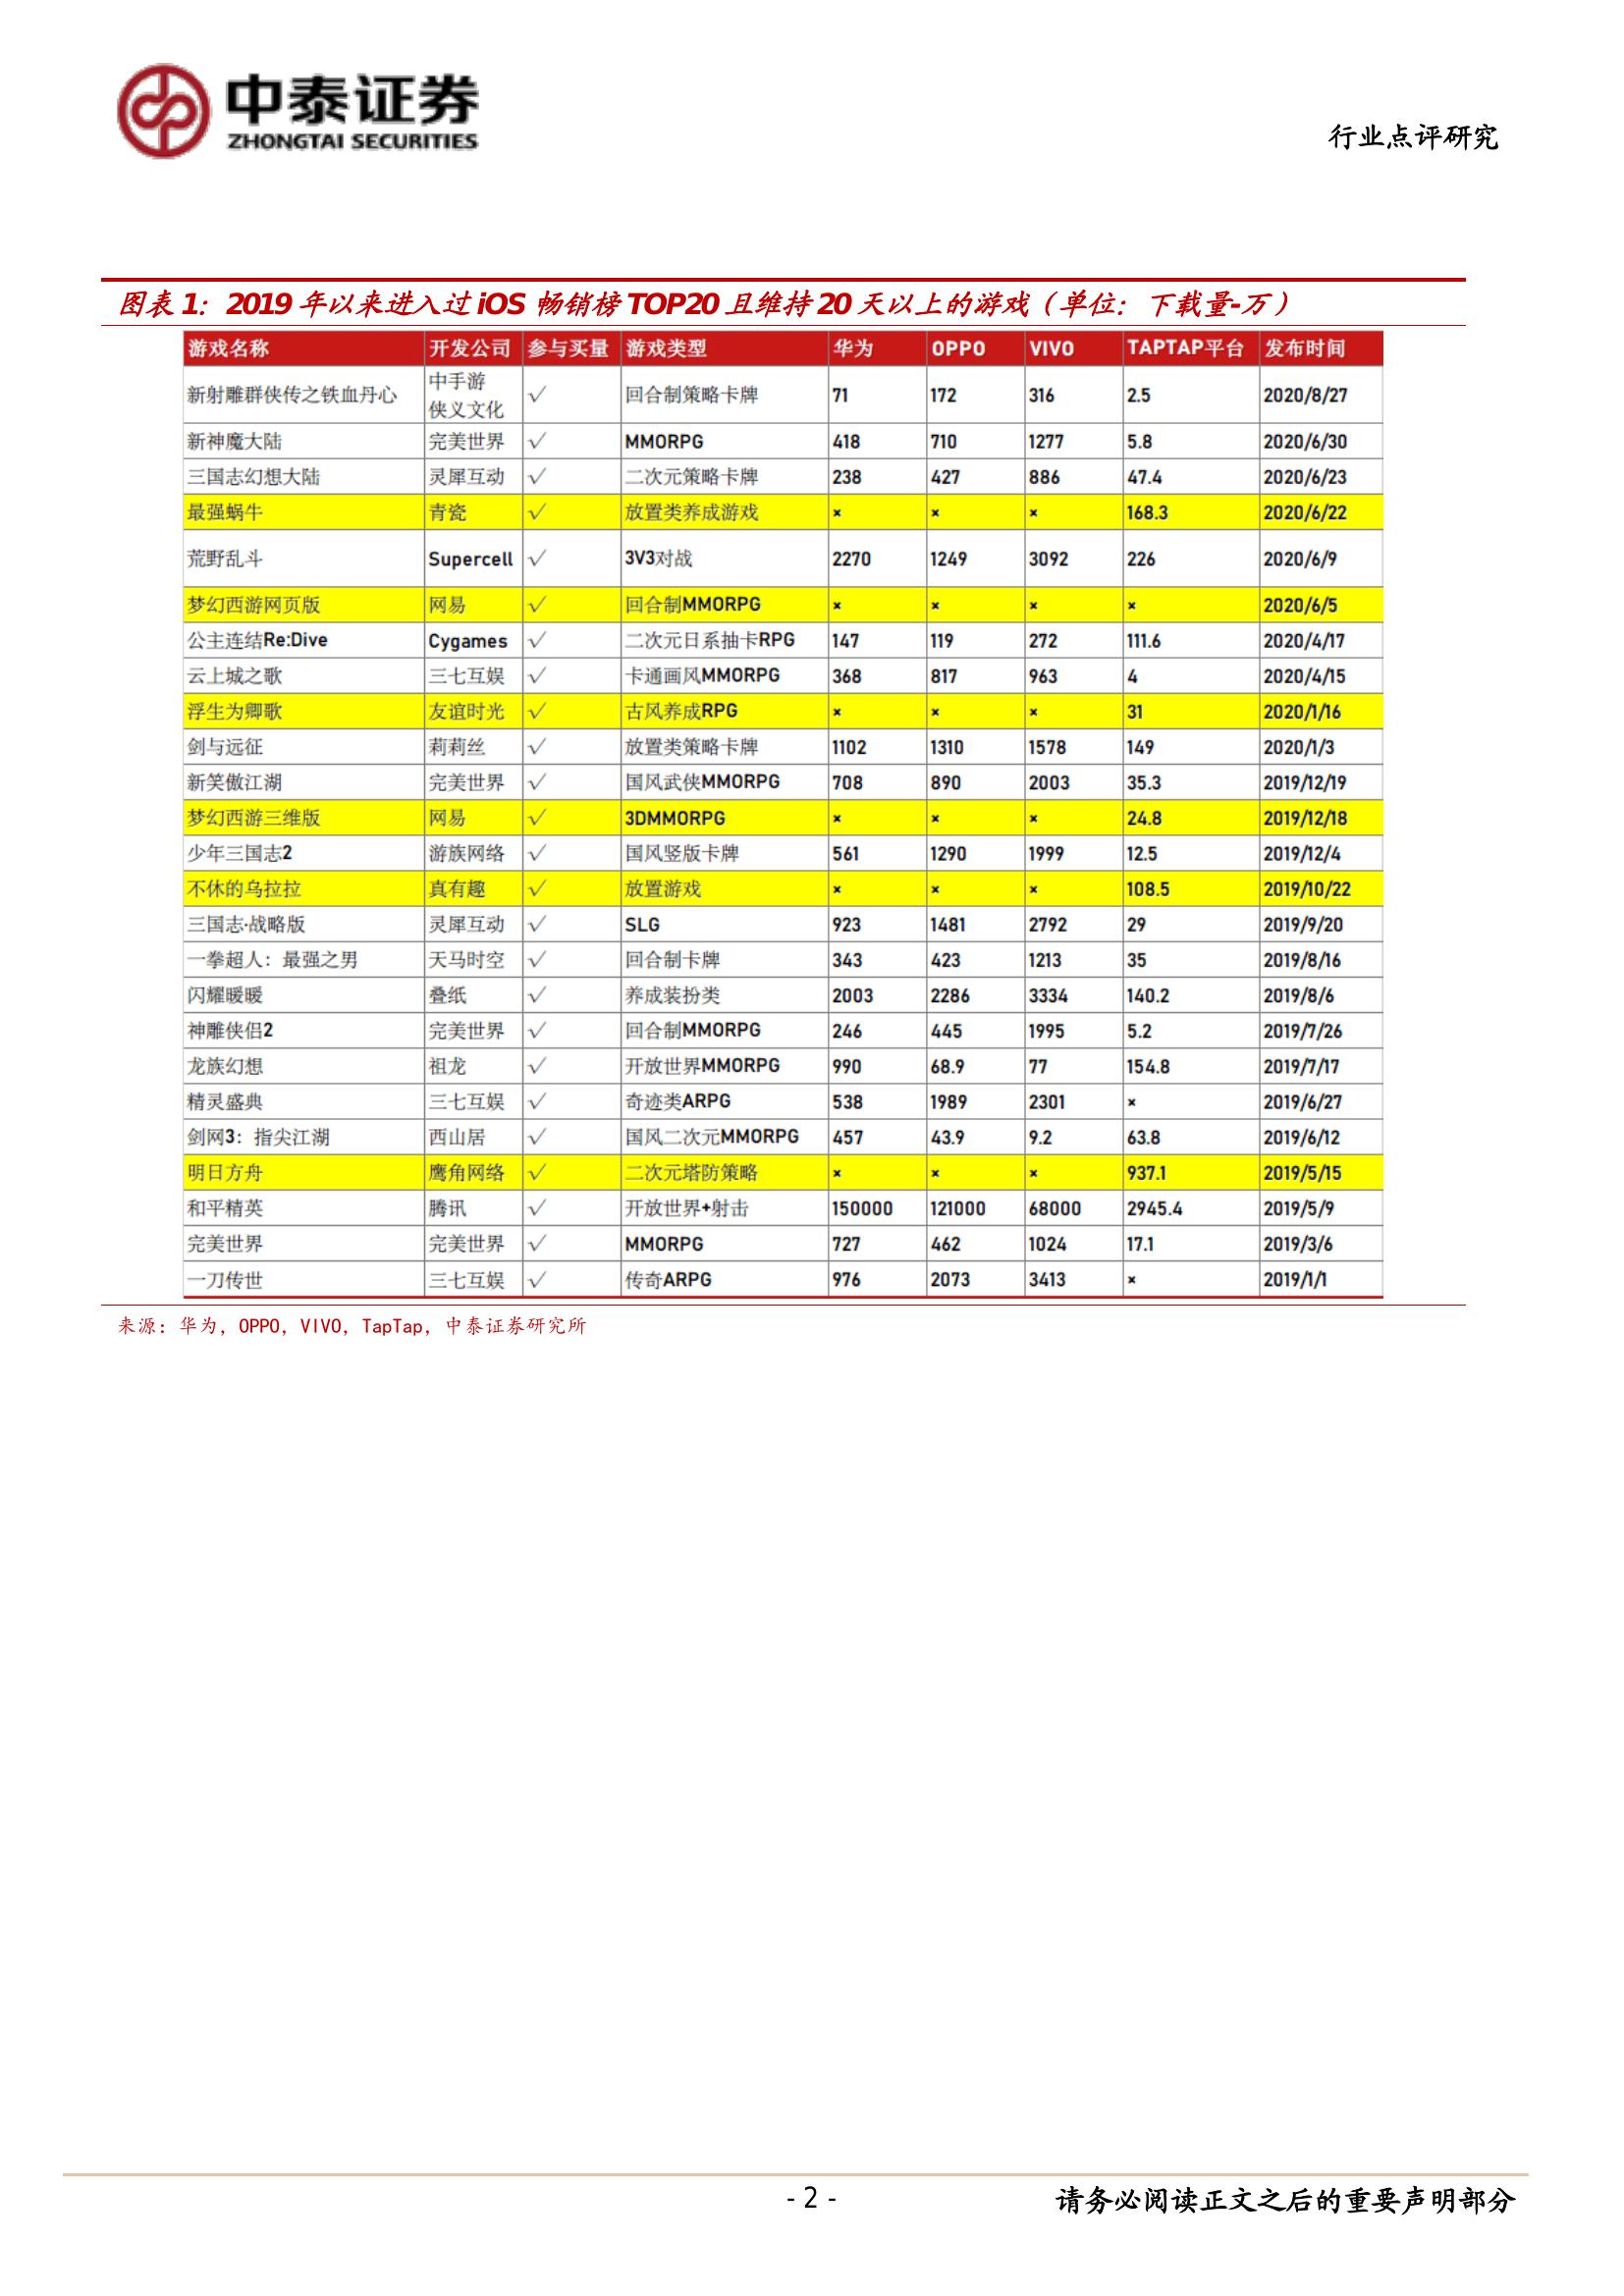 中泰证券
ZHONGTAI SECURITIES
行业点评研究
图表 1：2019 年以来进入过 iOS 畅销榜 TOP20 且维持 20 天以上的游戏（单位：下载量-万）
游戏名称 开发公司 参与买量 游戏类型 华为 OPPO VIVO TAPTAP平台 发布时间
新射雕群侠传之铁血丹心 中手游 侠义文化 √ 回合制策略卡牌 71 172 316 2.5 2020/8/27
新神魔大陆 完美世界 √ MMORPG 418 710 1277 5.8 2020/6/30
三国志幻想大陆 灵犀互动 √ 二次元策略卡牌 238 427 886 47.4 2020/6/23
最强蜗牛 青瓷 √ 放置类养成游戏 × × × 168.3 2020/6/22
荒野乱斗 Supercell √ 3V3对战 2270 1249 3092 226 2020/6/9
梦幻西游网页版 网易 √ 回合制MMORPG × × × × 2020/6/5
公主连结Re:Dive Cygames √ 二次元日系抽卡RPG 147 119 272 111.6 2020/4/17
云上城之歌 三七互娱 √ 卡通画风MMORPG 368 817 963 4 2020/4/15
浮生为卿歌 友谊时光 √ 古风养成RPG × × × 31 2020/1/16
剑与远征 莉莉丝 √ 放置类策略卡牌 1102 1310 1578 149 2020/1/3
新笑傲江湖 完美世界 √ 国风武侠MMORPG 708 890 2003 35.3 2019/12/19
梦幻西游三维版 网易 √ 3DMMORPG × × × 24.8 2019/12/18
少年三国志2 游族网络 √ 国风竖版卡牌 561 1290 1999 12.5 2019/12/4
不休的乌拉拉 真有趣 √ 放置游戏 × × × 108.5 2019/10/22
三国志·战略版 灵犀互动 √ SLG 923 1481 2792 29 2019/9/20
一拳超人：最强之男 天马时空 √ 回合制卡牌 343 423 1213 35 2019/8/16
闪耀暖暖 叠纸 √ 养成装扮类 2003 2286 3334 140.2 2019/8/6
神雕侠侣2 完美世界 √ 回合制MMORPG 246 445 1995 5.2 2019/7/26
龙族幻想 祖龙 √ 开放世界MMORPG 990 68.9 77 154.8 2019/7/17
精灵盛典 三七互娱 √ 奇迹类ARPG 538 1989 2301 × 2019/6/27
剑网3：指尖江湖 西山居 √ 国风二次元MMORPG 457 43.9 9.2 63.8 2019/6/12
明日方舟 鹰角网络 √ 二次元塔防策略 × × × 937.1 2019/5/15
和平精英 腾讯 √ 开放世界+射击 150000 121000 68000 2945.4 2019/5/9
完美世界 完美世界 √ MMORPG 727 462 1024 17.1 2019/3/6
一刀传世 三七互娱 √ 传奇ARPG 976 2073 3413 × 2019/1/1
来源：华为，OPPO，VIVO，TapTap，中泰证券研究所
- 2 -
请务必阅读正文之后的重要声明部分